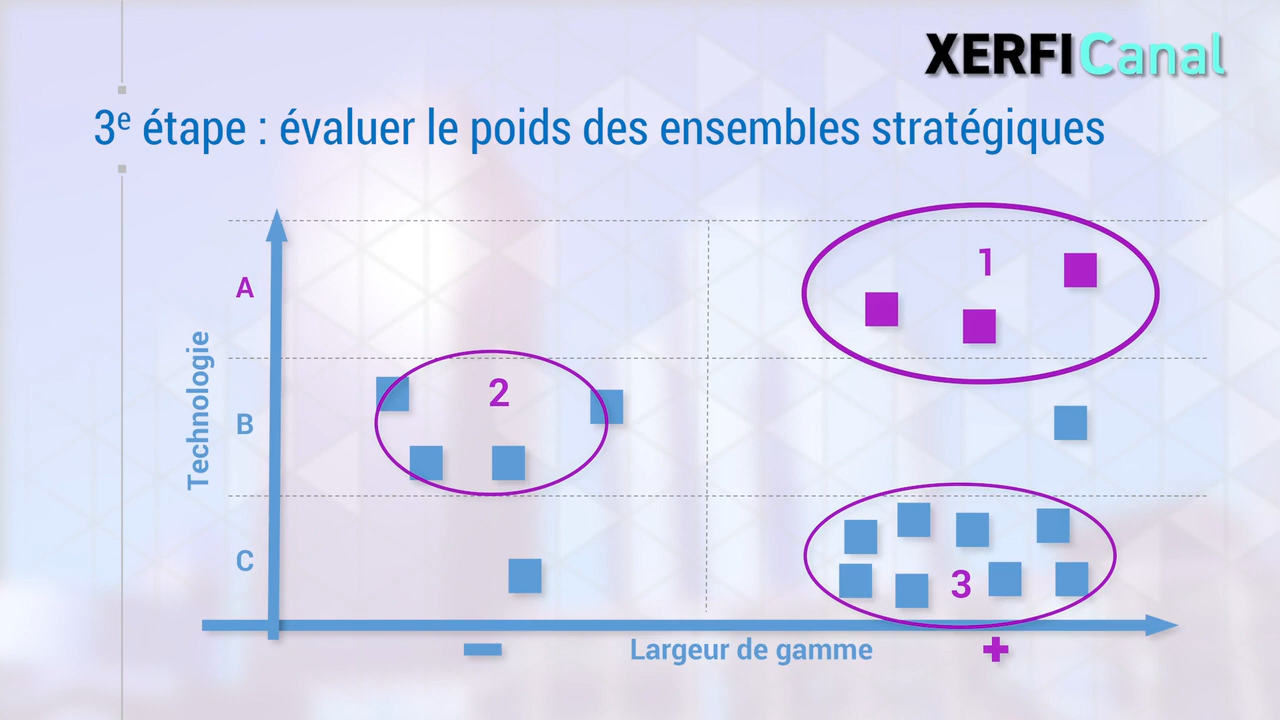 XERFICanal
3e étape : évaluer le poids des ensembles stratégiques
1
A
2
Technologie
B
C
3
Largeur de gamme
+